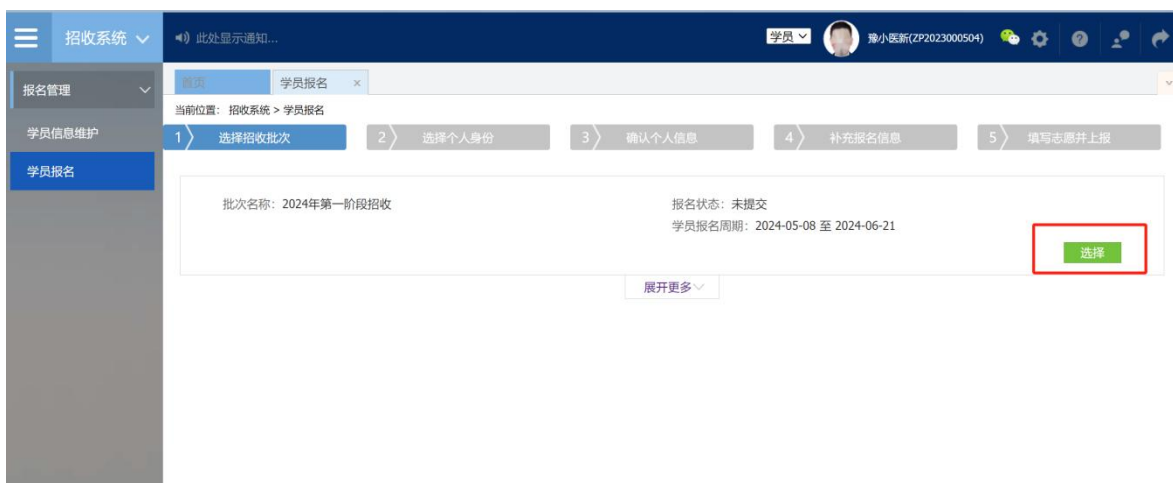 招收系统
此处显示通知...
学员
豫小医新(ZP2023000504)
报名管理
学员信息维护
学员报名
首页
学员报名 ×
当前位置: 招收系统 > 学员报名
1 选择招收批次
2 选择个人身份
3 确认个人信息
4 补充报名信息
5 填写志愿并上报
批次名称: 2024年第一阶段招收
报名状态: 未提交
学员报名周期: 2024-05-08 至 2024-06-21
选择
展开更多